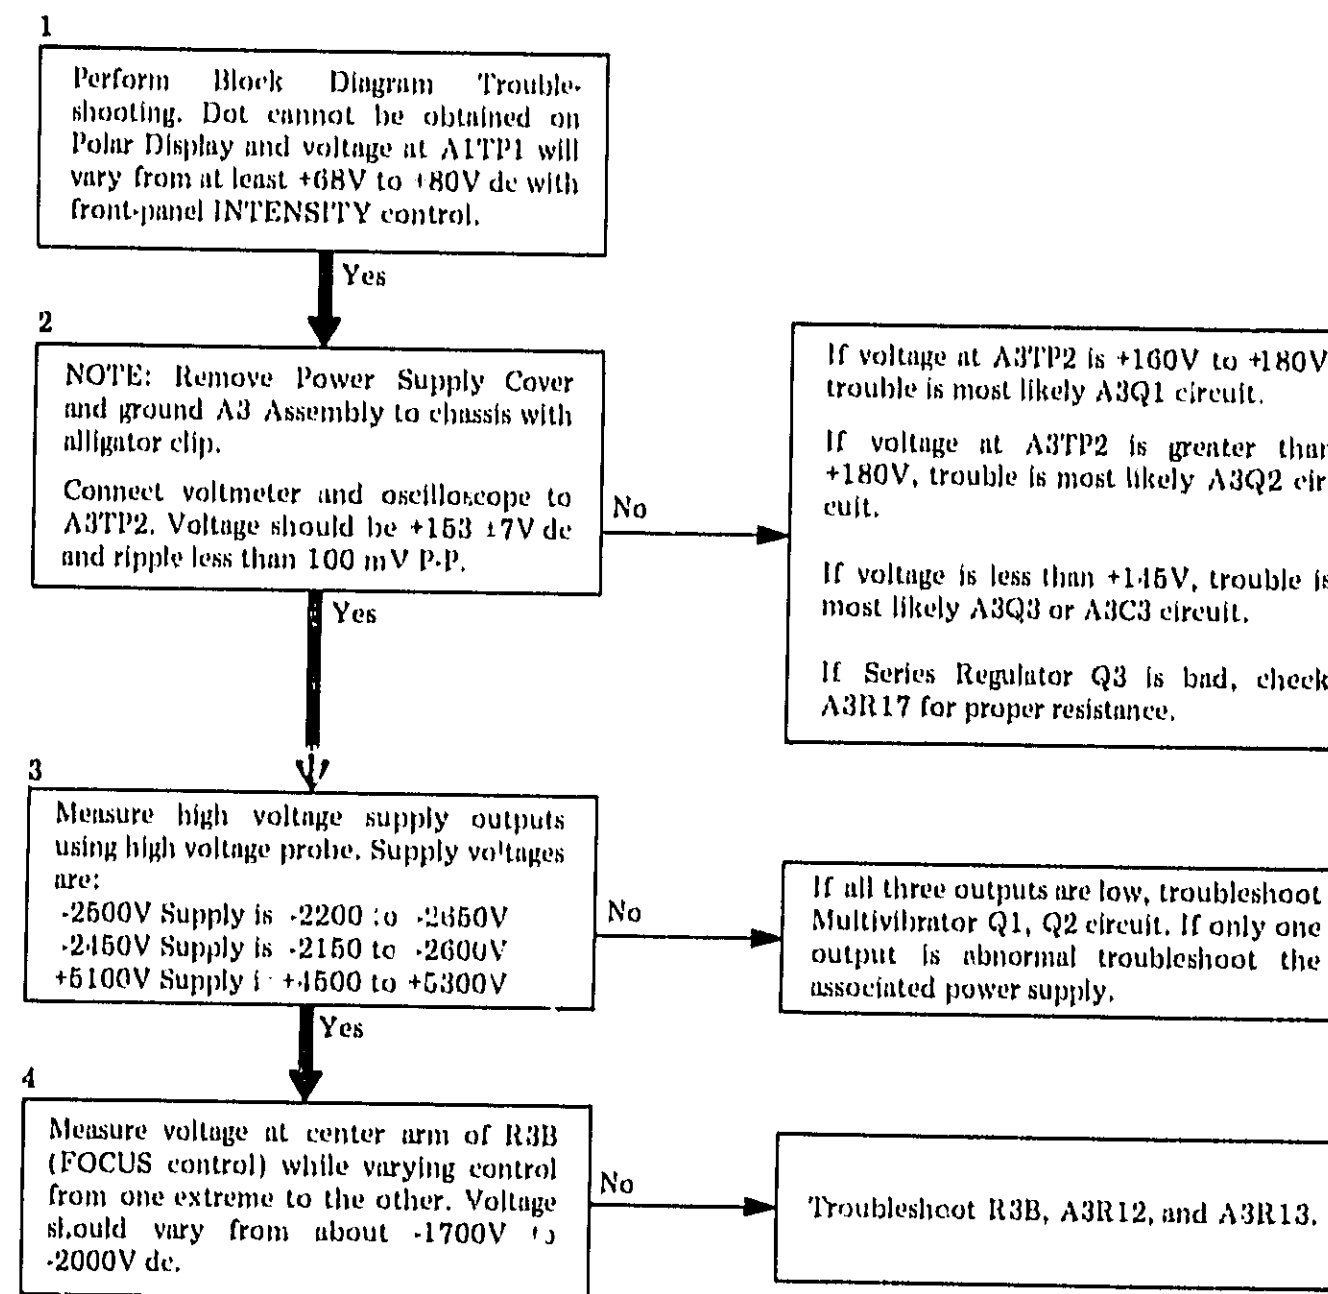 1
Perform Block Diagram Trouble-
shooting. Dot cannot be obtained on
Polar Display and voltage at A1TP1 will
vary from at least +68V to +80V dc with
front-panel INTENSITY control.
Yes
2
NOTE: Remove Power Supply Cover
and ground A3 Assembly to chassis with
alligator clip.
Connect voltmeter and oscilloscope to
A3TP2. Voltage should be +153 ±7V dc
and ripple less than 100 mV P-P.
No
If voltage at A3TP2 is +160V to +180V
trouble is most likely A3Q1 circuit.
If voltage at A3TP2 is greater than
+180V, trouble is most likely A3Q2 cir
cuit.
If voltage is less than +145V, trouble is
most likely A3Q3 or A3C3 circuit.
If Series Regulator Q3 is bad, check
A3R17 for proper resistance.
Yes
3
Measure high voltage supply outputs
using high voltage probe. Supply voltages
are:
-2500V Supply is -2200 to -2650V
-2450V Supply is -2150 to -2600V
+5100V Supply i +4500 to +5300V
No
If all three outputs are low, troubleshoot
Multivibrator Q1, Q2 circuit. If only one
output is abnormal troubleshoot the
associated power supply.
Yes
4
Measure voltage at center arm of R3B
(FOCUS control) while varying control
from one extreme to the other. Voltage
should vary from about -1700V to
-2000V dc.
No
Troubleshoot R3B, A3R12, and A3R13.